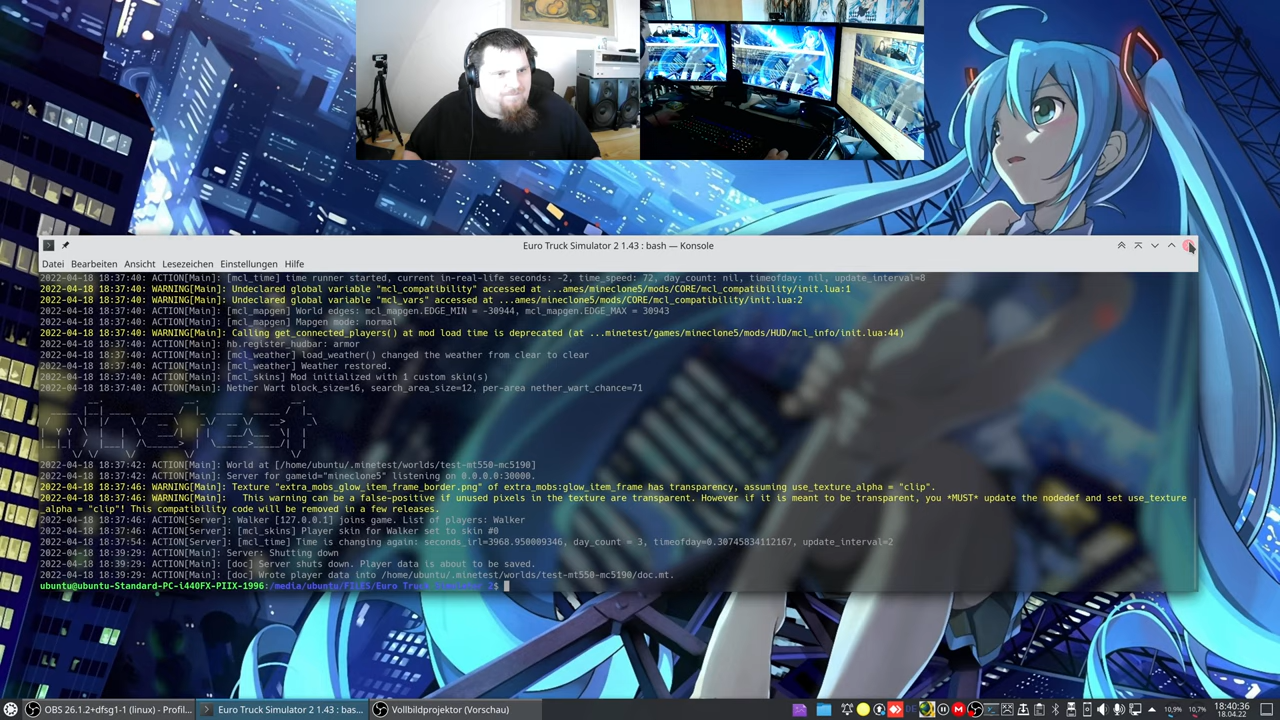 Euro Truck Simulator 2 1.43 : bash — Konsole
Datei Bearbeiten Ansicht Lesezeichen Einstellungen Hilfe
2022-04-18 18:37:40: ACTION[Main]: [mcl_time] time runner started, current in-real-life seconds: -2, time_speed: 72, day_count: nil, timeofday: nil, update_interval=8
2022-04-18 18:37:40: WARNING[Main]: Undeclared global variable "mcl_compatibility" accessed at ...ames/mineclone5/mods/CORE/mcl_compatibility/init.lua:1
2022-04-18 18:37:40: WARNING[Main]: Undeclared global variable "mcl_vars" accessed at ...ames/mineclone5/mods/CORE/mcl_compatibility/init.lua:2
2022-04-18 18:37:40: ACTION[Main]: [mcl_mapgen] World edges: mcl_mapgen.EDGE_MIN = -30944, mcl_mapgen.EDGE_MAX = 30943
2022-04-18 18:37:40: ACTION[Main]: [mcl_mapgen] Mapgen mode: normal
2022-04-18 18:37:40: WARNING[Main]: Calling get_connected_players() at mod load time is deprecated (at ...minetest/games/mineclone5/mods/HUD/mcl_info/init.lua:44)
2022-04-18 18:37:40: ACTION[Main]: hb.register_hudbar: armor
2022-04-18 18:37:40: ACTION[Main]: [mcl_weather] load_weather() changed the weather from clear to clear
2022-04-18 18:37:40: ACTION[Main]: [mcl_weather] Weather restored.
2022-04-18 18:37:40: ACTION[Main]: [mcl_skins] Mod initialized with 1 custom skin(s)
2022-04-18 18:37:40: ACTION[Main]: Nether Wart block_size=16, search_area_size=12, per-area nether_wart_chance=71
2022-04-18 18:37:42: ACTION[Main]: World at [/home/ubuntu/.minetest/worlds/test-mt550-mc5190]
2022-04-18 18:37:42: ACTION[Main]: Server for gameid="mineclone5" listening on 0.0.0.0:30000.
2022-04-18 18:37:46: WARNING[Main]: Texture "extra_mobs_glow_item_frame_border.png" of extra_mobs:glow_item_frame has transparency, assuming use_texture_alpha = "clip".
2022-04-18 18:37:46: WARNING[Main]:   This warning can be a false-positive if unused pixels in the texture are transparent. However if it is meant to be transparent, you *MUST* update the nodedef and set use_texture
_alpha = "clip"! This compatibility code will be removed in a few releases.
2022-04-18 18:37:46: ACTION[Server]: Walker [127.0.0.1] joins game. List of players: Walker
2022-04-18 18:37:46: ACTION[Server]: [mcl_skins] Player skin for Walker set to skin #0
2022-04-18 18:37:54: ACTION[Server]: [mcl_time] Time is changing again: seconds_irl=3968.950009346, day_count = 3, timeofday=0.30745834112167, update_interval=2
2022-04-18 18:39:29: ACTION[Main]: Server: Shutting down
2022-04-18 18:39:29: ACTION[Main]: [doc] Server shuts down. Player data is about to be saved.
2022-04-18 18:39:29: ACTION[Main]: [doc] Wrote player data into /home/ubuntu/.minetest/worlds/test-mt550-mc5190/doc.mt.
ubuntu@ubuntu-Standard-PC-i440FX-PIIX-1996:/media/ubuntu/FILES/Euro Truck Simulator 2$
OBS 26.1.2+dfsg1-1 (linux) - Profil... Euro Truck Simulator 2 1.43 : bas... Vollbildprojektor (Vorschau) DE 10,9% 10,7% 18:40:36
18.04.22